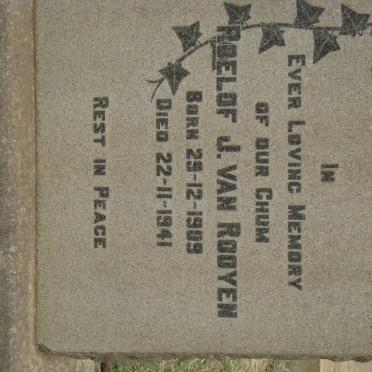 IN
EVER LOVING MEMORY
OF OUR CHUM
ROELOF J. VAN ROOYEN
BORN 29-12-1909
DIED 22-11-1941
REST IN PEACE